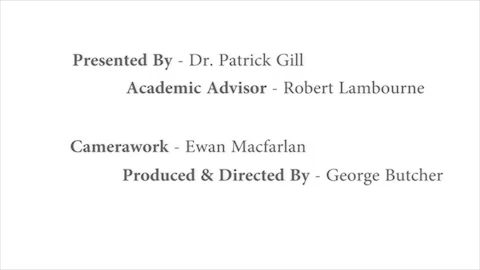 Presented By - Dr. Patrick Gill
Academic Advisor - Robert Lambourne
Camerawork - Ewan Macfarlan
Produced & Directed By - George Butcher